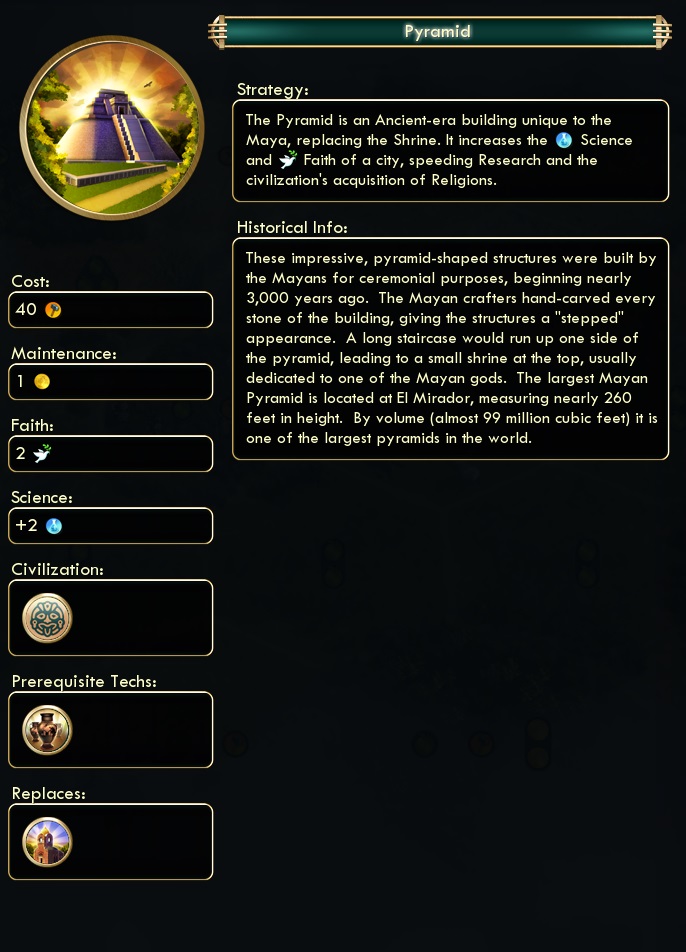 Pyramid
Strategy:
The Pyramid is an Ancient-era building unique to the
Maya, replacing the Shrine. It increases the Science
and Faith of a city, speeding Research and the
civilization's acquisition of Religions.
Historical Info:
These impressive, pyramid-shaped structures were built by
the Mayans for ceremonial purposes, beginning nearly
3,000 years ago. The Mayan crafters hand-carved every
stone of the building, giving the structures a "stepped"
appearance. A long staircase would run up one side of
the pyramid, leading to a small shrine at the top, usually
dedicated to one of the Mayan gods. The largest Mayan
Pyramid is located at El Mirador, measuring nearly 260
feet in height. By volume (almost 99 million cubic feet) it is
one of the largest pyramids in the world.
Cost:
40
Maintenance:
1
Faith:
2
Science:
+2
Civilization:
Prerequisite Techs:
Replaces: